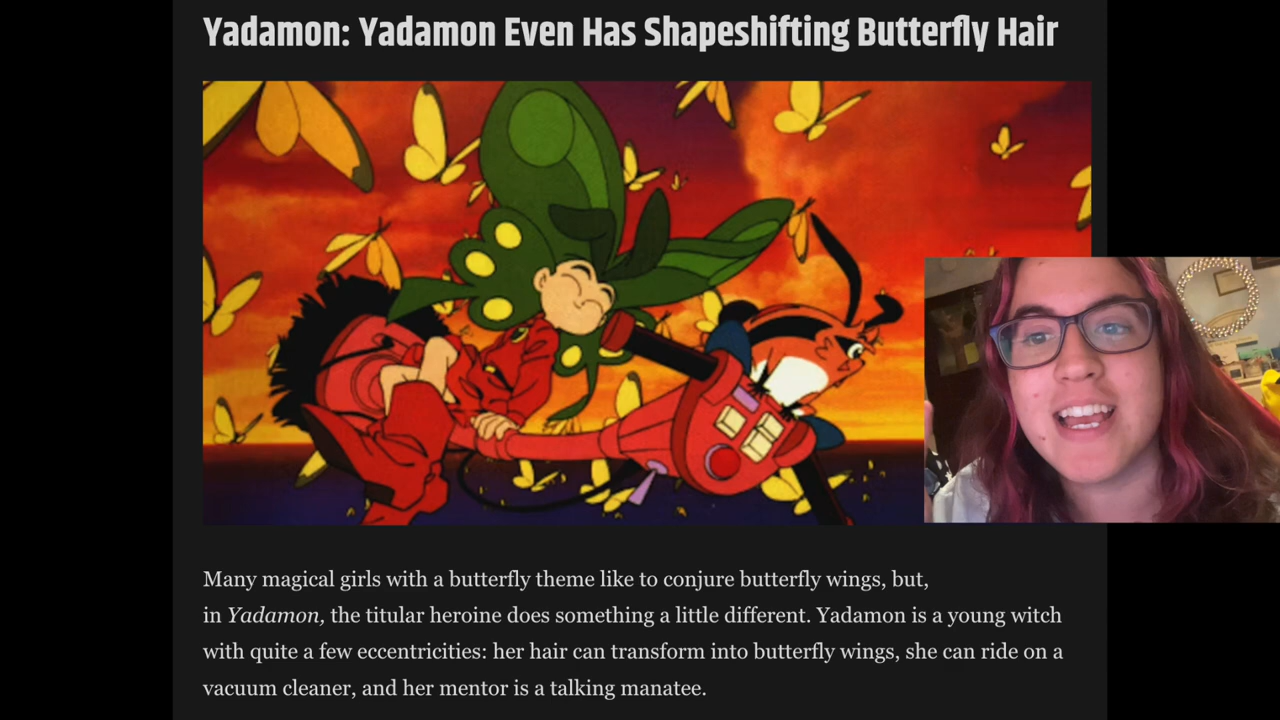 Yadamon: Yadamon Even Has Shapeshifting Butterfly Hair
Many magical girls with a butterfly theme like to conjure butterfly wings, but,
in Yadamon, the titular heroine does something a little different. Yadamon is a young witch
with quite a few eccentricities: her hair can transform into butterfly wings, she can ride on a
vacuum cleaner, and her mentor is a talking manatee.